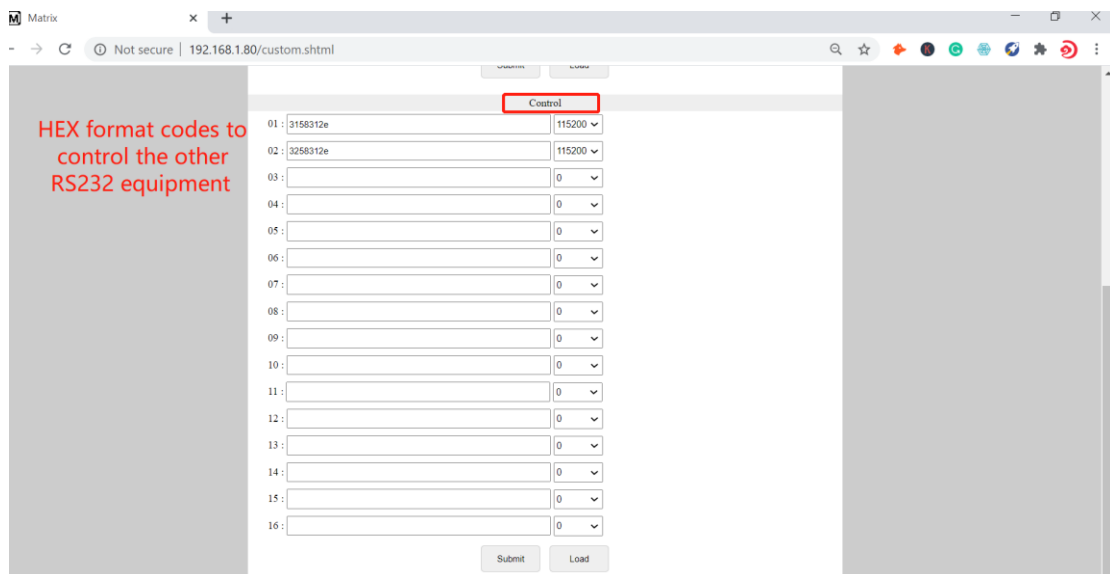 Matrix
Not secure | 192.168.1.80/custom.shtml
Submit Load
Control
HEX format codes to
control the other
RS232 equipment
01 : 3158312e 115200
02 : 3258312e 115200
03 : 0
04 : 0
05 : 0
06 : 0
07 : 0
08 : 0
09 : 0
10 : 0
11 : 0
12 : 0
13 : 0
14 : 0
15 : 0
16 : 0
Submit Load